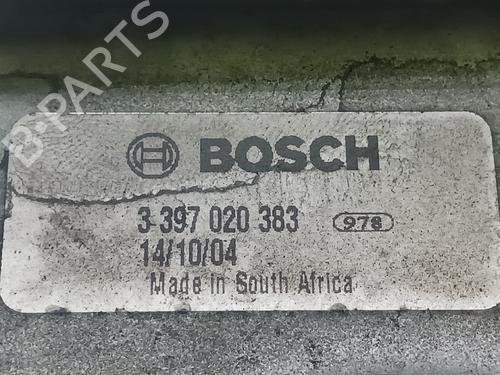 B-PARTS
BOSCH
3 397 020 383 978
14/10/04
Made in South Africa